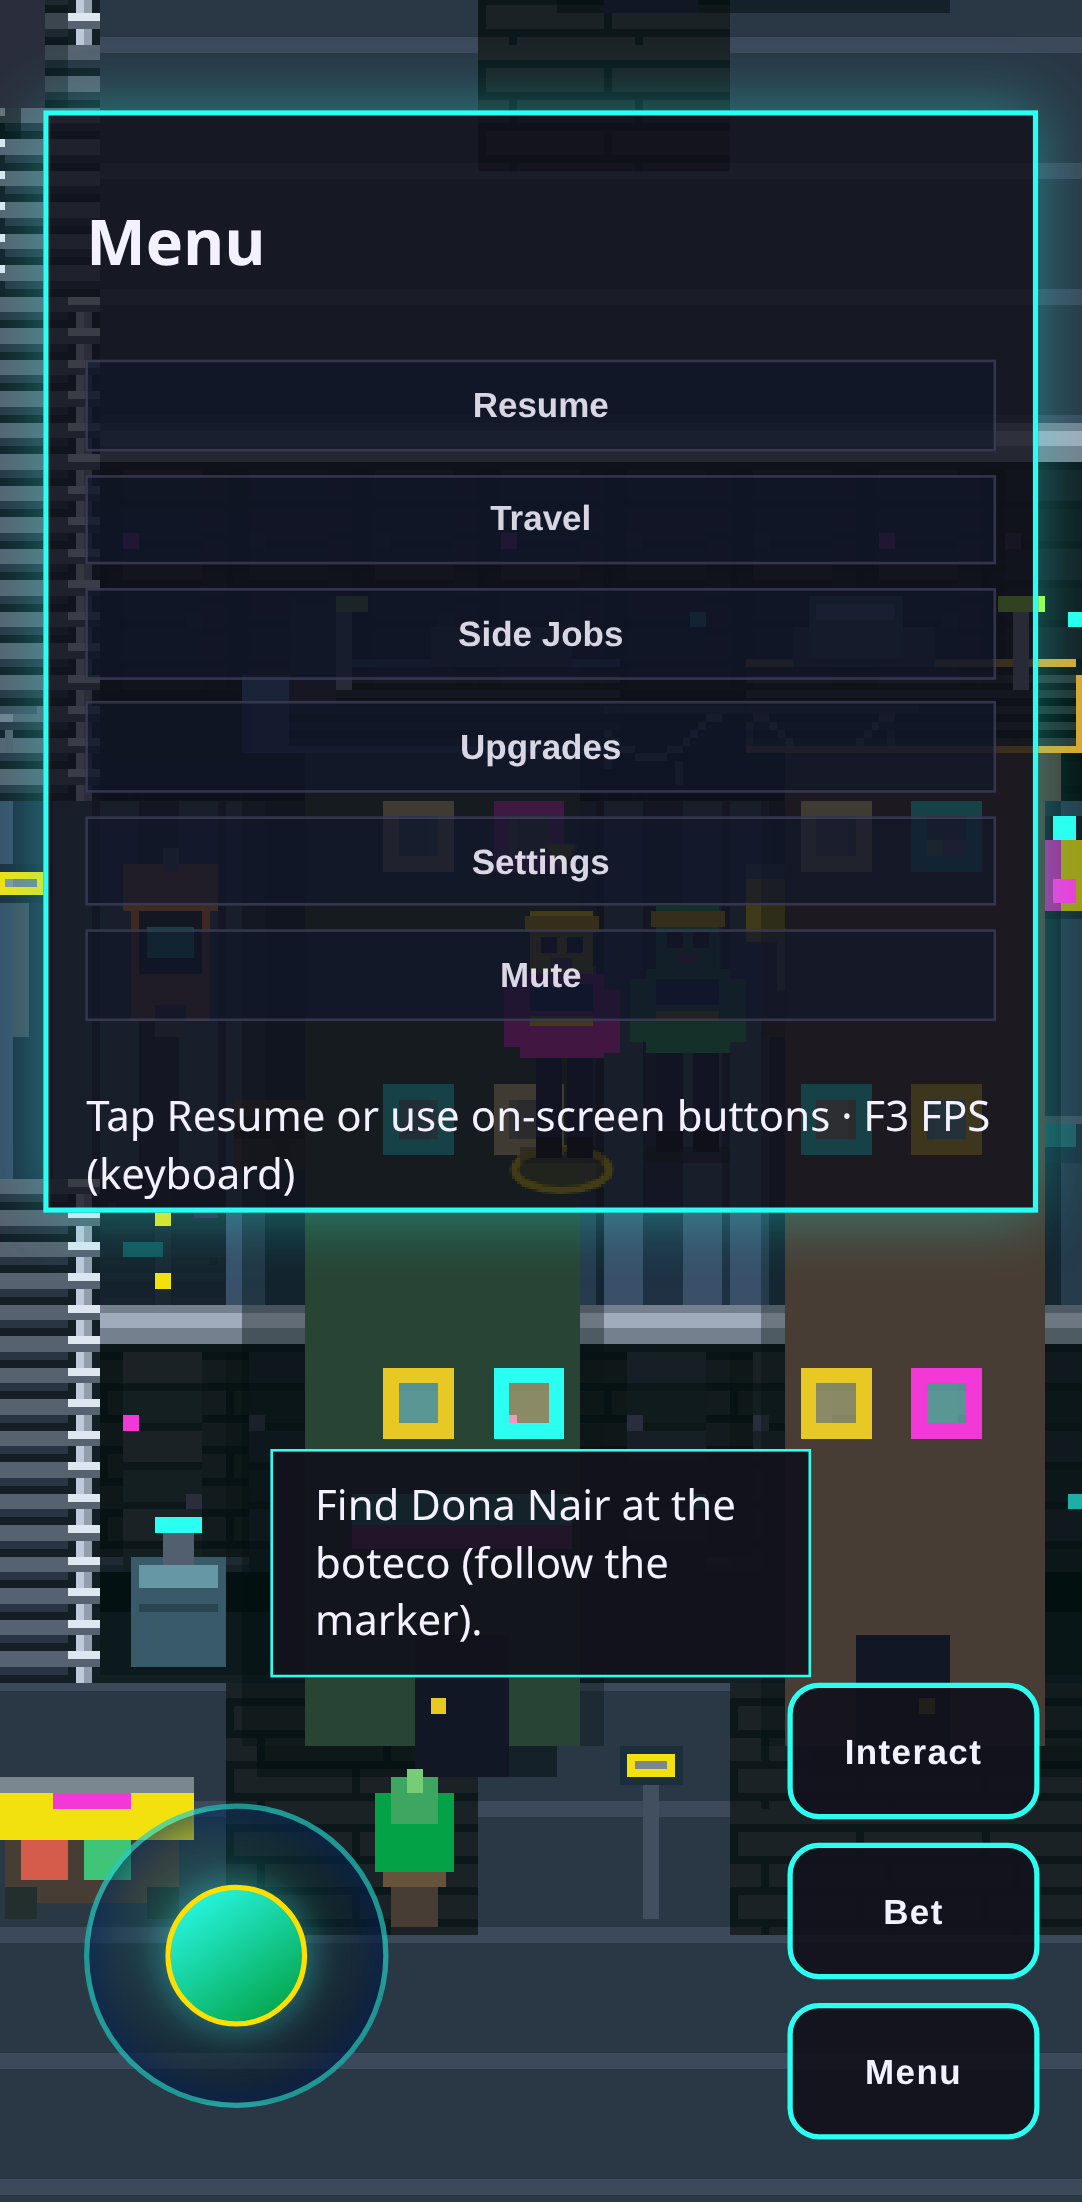 Menu
Resume
Travel
Side Jobs
Upgrades
Settings
Mute
Tap Resume or use on-screen buttons · F3 FPS
(keyboard)
Find Dona Nair at the
boteco (follow the
marker).
Interact
Bet
Menu